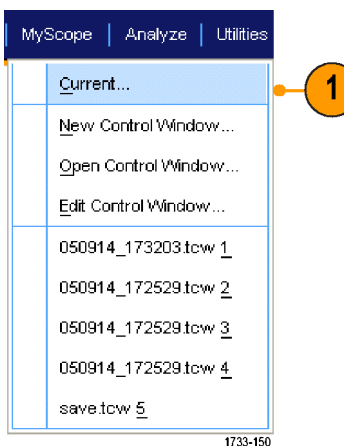 MyScope | Analyze | Utilities
Current...
1
New Control Window...
Open Control Window...
Edit Control Window...
050914_173203.tcw 1
050914_172529.tcw 2
050914_172529.tcw 3
050914_172529.tcw 4
save.tcw 5
1733-150